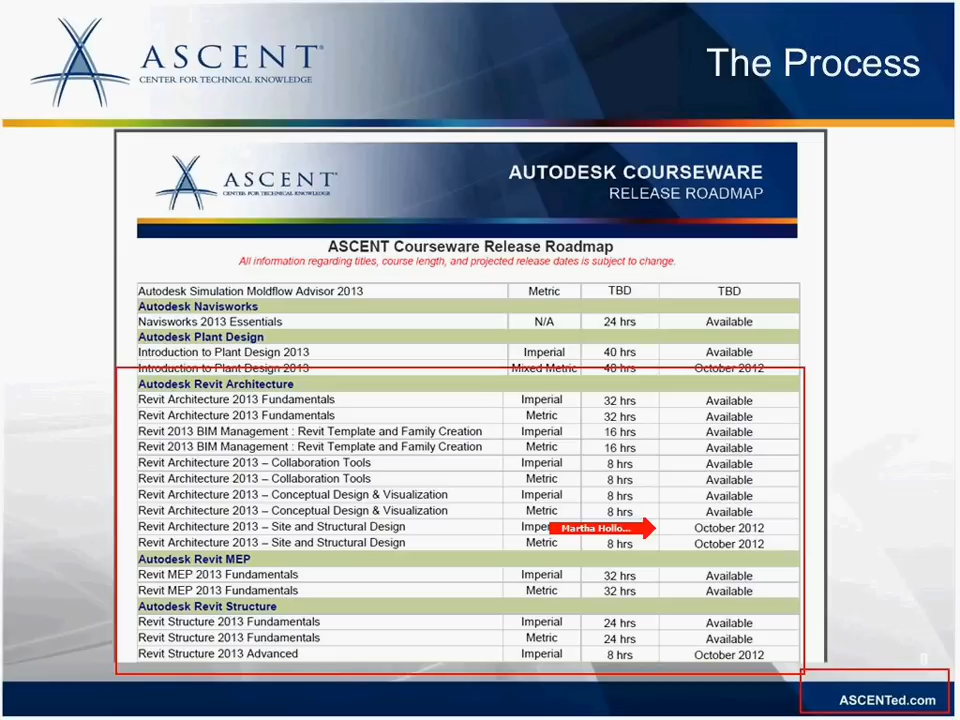 ASCENT®
CENTER FOR TECHNICAL KNOWLEDGE
The Process
ASCENT
CENTER FOR TECHNICAL KNOWLEDGE
AUTODESK COURSEWARE
RELEASE ROADMAP
ASCENT Courseware Release Roadmap
All information regarding titles, course length, and projected release dates is subject to change.
Autodesk Simulation Moldflow Advisor 2013 Metric TBD TBD
Autodesk Navisworks
Navisworks 2013 Essentials N/A 24 hrs Available
Autodesk Plant Design
Introduction to Plant Design 2013 Imperial 40 hrs Available
Introduction to Plant Design 2013 Mixed Metric 40 hrs October 2012
Autodesk Revit Architecture
Revit Architecture 2013 Fundamentals Imperial 32 hrs Available
Revit Architecture 2013 Fundamentals Metric 32 hrs Available
Revit 2013 BIM Management : Revit Template and Family Creation Imperial 16 hrs Available
Revit 2013 BIM Management : Revit Template and Family Creation Metric 16 hrs Available
Revit Architecture 2013 – Collaboration Tools Imperial 8 hrs Available
Revit Architecture 2013 – Collaboration Tools Metric 8 hrs Available
Revit Architecture 2013 – Conceptual Design & Visualization Imperial 8 hrs Available
Revit Architecture 2013 – Conceptual Design & Visualization Metric 8 hrs Available
Revit Architecture 2013 – Site and Structural Design Martha Hollo... October 2012
Revit Architecture 2013 – Site and Structural Design Metric 8 hrs October 2012
Autodesk Revit MEP
Revit MEP 2013 Fundamentals Imperial 32 hrs Available
Revit MEP 2013 Fundamentals Metric 32 hrs Available
Autodesk Revit Structure
Revit Structure 2013 Fundamentals Imperial 24 hrs Available
Revit Structure 2013 Fundamentals Metric 24 hrs Available
Revit Structure 2013 Advanced Imperial 8 hrs October 2012
ASCENTed.com